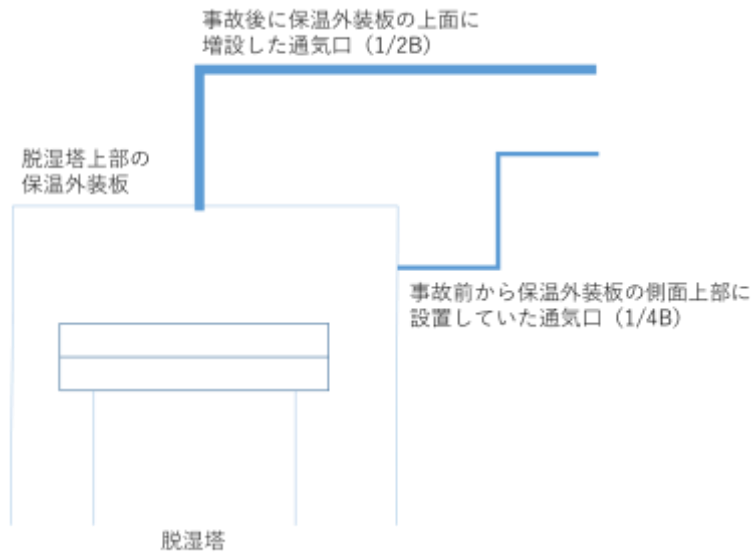 事故後に保温外装板の上面に
増設した通気口（1/2B）
脱湿塔上部の
保温外装板
事故前から保温外装板の側面上部に
設置していた通気口（1/4B）
脱湿塔